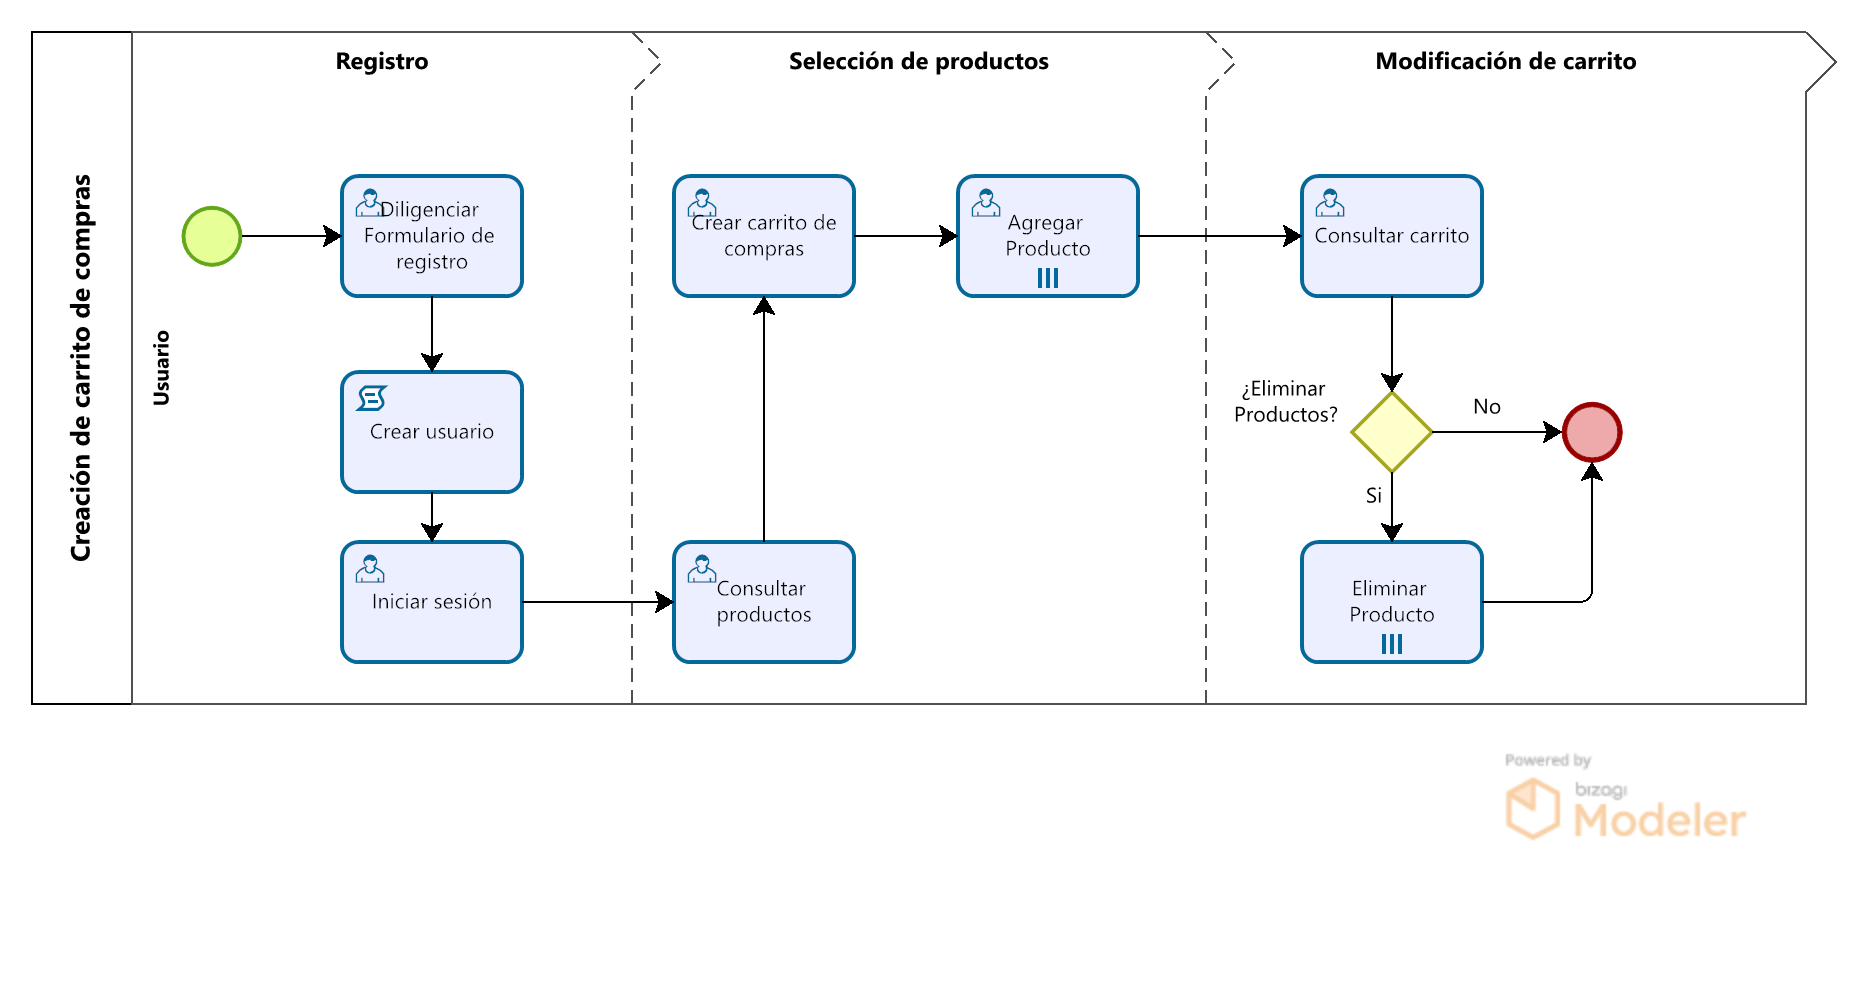 Creación de carrito de compras
Usuario
Registro
Selección de productos
Modificación de carrito
Diligenciar
Formulario de
registro
Crear usuario
Iniciar sesión
Crear carrito de
compras
Consultar
productos
Agregar
Producto
Consultar carrito
¿Eliminar
Productos?
No
Si
Eliminar
Producto
Powered by
bizagi
Modeler